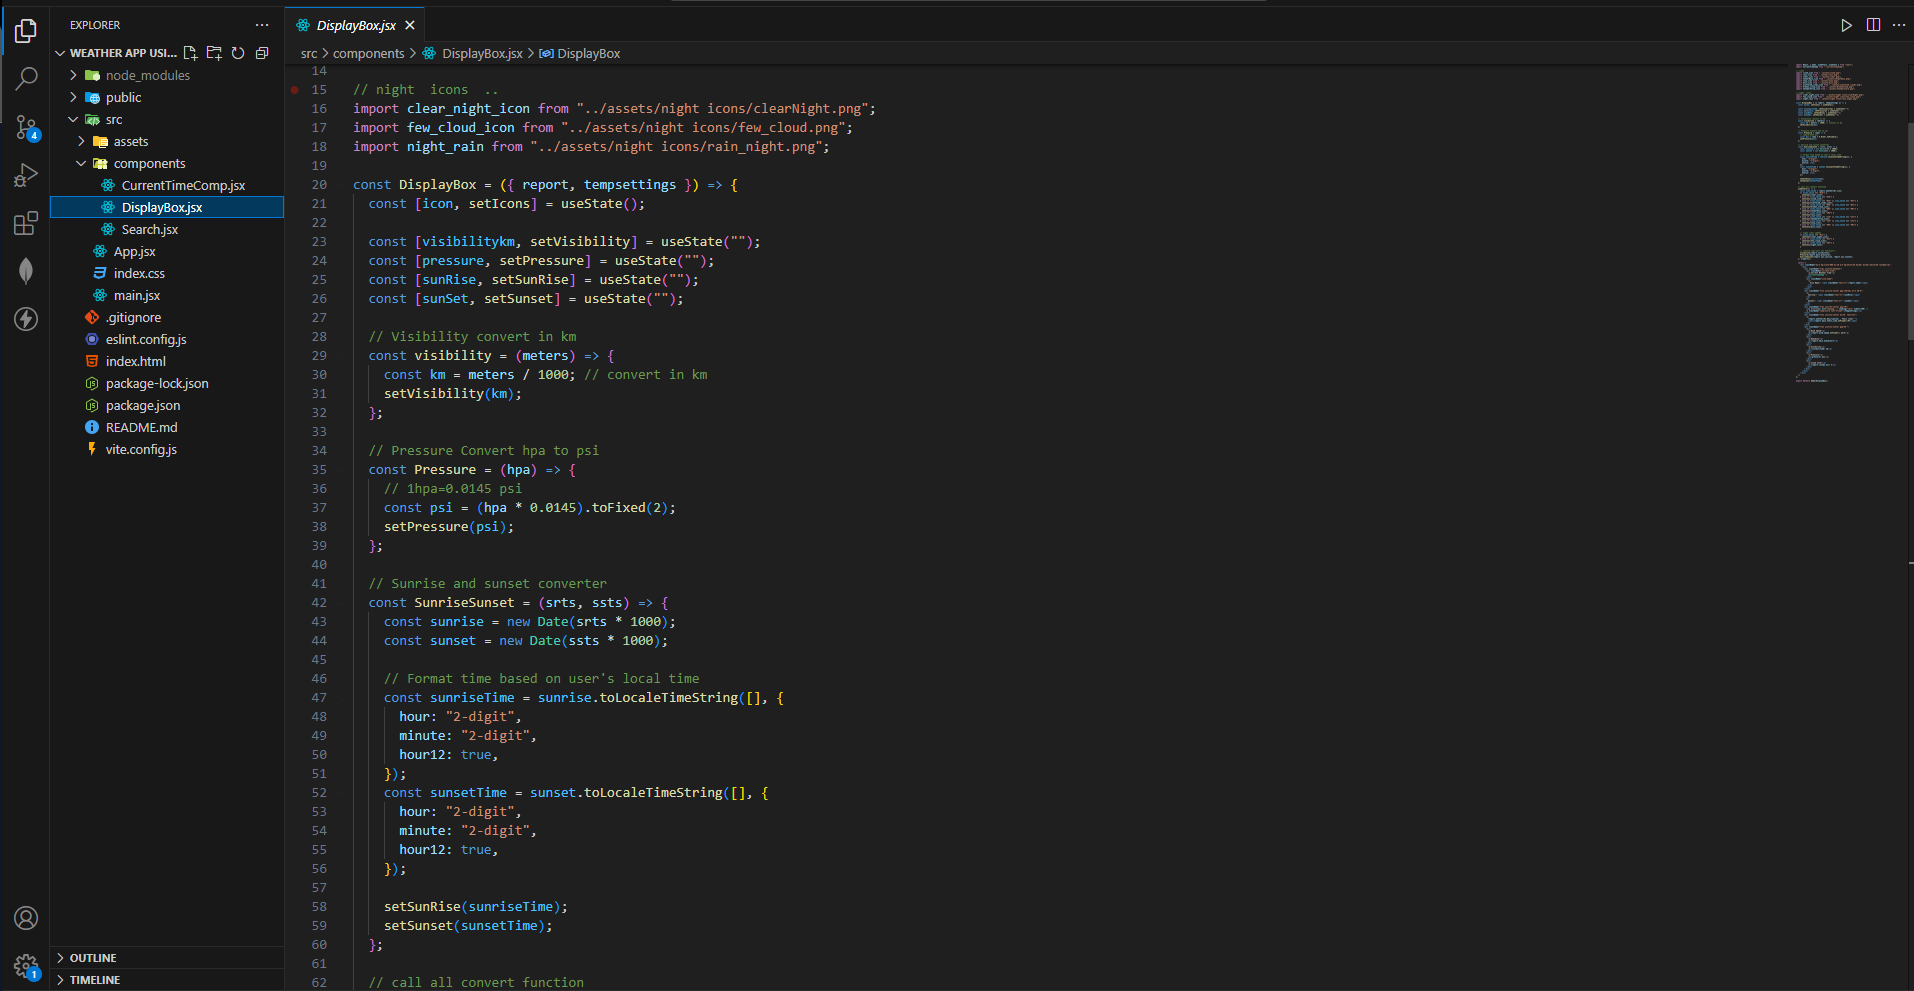 EXPLORER
WEATHER APP USI...
node_modules
public
src
assets
components
CurrentTimeComp.jsx
DisplayBox.jsx
Search.jsx
App.jsx
index.css
main.jsx
.gitignore
eslint.config.js
index.html
package-lock.json
package.json
README.md
vite.config.js
OUTLINE
TIMELINE
4
1
DisplayBox.jsx
src > components > DisplayBox.jsx > DisplayBox
14
15 // night  icons  ..
16 import clear_night_icon from "../assets/night icons/clearNight.png";
17 import few_cloud_icon from "../assets/night icons/few_cloud.png";
18 import night_rain from "../assets/night icons/rain_night.png";
19
20 const DisplayBox = ({ report, tempsettings }) => {
21   const [icon, setIcons] = useState();
22
23   const [visibilitykm, setVisibility] = useState("");
24   const [pressure, setPressure] = useState("");
25   const [sunRise, setSunRise] = useState("");
26   const [sunSet, setSunset] = useState("");
27
28   // Visibility convert in km
29   const visibility = (meters) => {
30     const km = meters / 1000; // convert in km
31     setVisibility(km);
32   };
33
34   // Pressure Convert hpa to psi
35   const Pressure = (hpa) => {
36     // 1hpa=0.0145 psi
37     const psi = (hpa * 0.0145).toFixed(2);
38     setPressure(psi);
39   };
40
41   // Sunrise and sunset converter
42   const SunriseSunset = (srts, ssts) => {
43     const sunrise = new Date(srts * 1000);
44     const sunset = new Date(ssts * 1000);
45
46     // Format time based on user's local time
47     const sunriseTime = sunrise.toLocaleTimeString([], {
48       hour: "2-digit",
49       minute: "2-digit",
50       hour12: true,
51     });
52     const sunsetTime = sunset.toLocaleTimeString([], {
53       hour: "2-digit",
54       minute: "2-digit",
55       hour12: true,
56     });
57
58     setSunRise(sunriseTime);
59     setSunset(sunsetTime);
60   };
61
62   // call all convert function